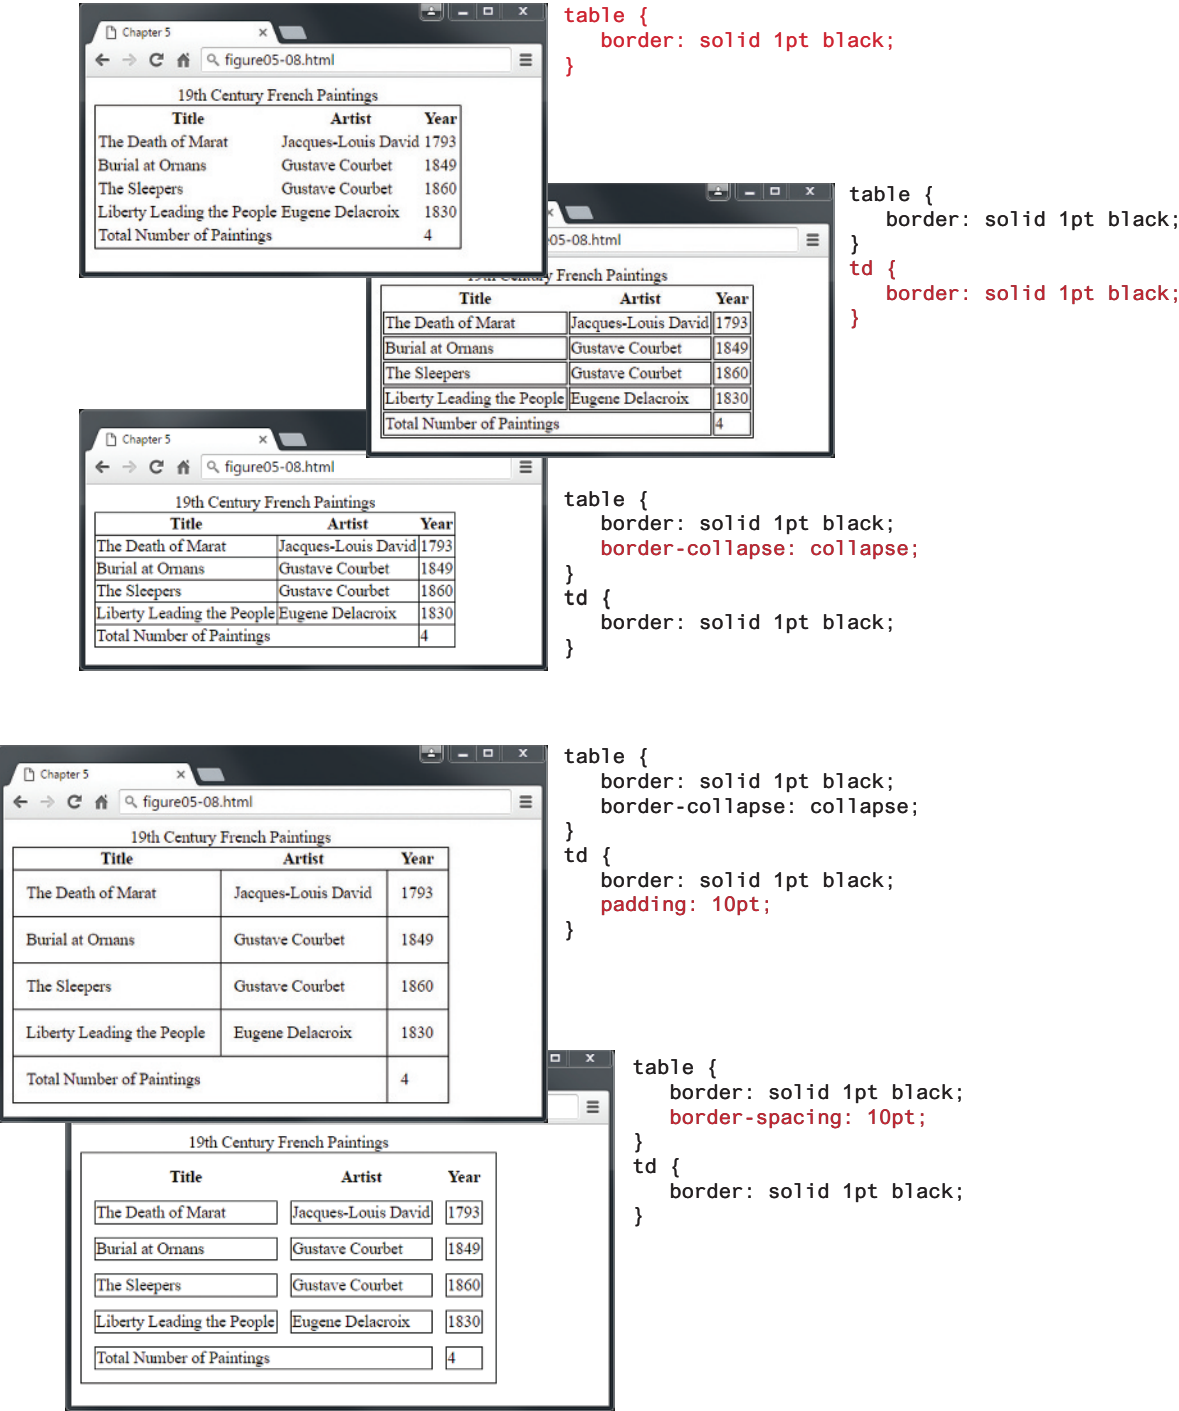 Chapter 5
figure05-08.html
19th Century French Paintings
Title Artist Year
The Death of Marat Jacques-Louis David 1793
Burial at Ornans Gustave Courbet 1849
The Sleepers Gustave Courbet 1860
Liberty Leading the People Eugene Delacroix 1830
Total Number of Paintings 4
table {
border: solid 1pt black;
}
05-08.html
19th Century French Paintings
Title Artist Year
The Death of Marat Jacques-Louis David 1793
Burial at Ornans Gustave Courbet 1849
The Sleepers Gustave Courbet 1860
Liberty Leading the People Eugene Delacroix 1830
Total Number of Paintings 4
table {
border: solid 1pt black;
}
td {
border: solid 1pt black;
}
Chapter 5
figure05-08.html
19th Century French Paintings
Title Artist Year
The Death of Marat Jacques-Louis David 1793
Burial at Ornans Gustave Courbet 1849
The Sleepers Gustave Courbet 1860
Liberty Leading the People Eugene Delacroix 1830
Total Number of Paintings 4
table {
border: solid 1pt black;
border-collapse: collapse;
}
td {
border: solid 1pt black;
}
Chapter 5
figure05-08.html
19th Century French Paintings
Title Artist Year
The Death of Marat Jacques-Louis David 1793
Burial at Ornans Gustave Courbet 1849
The Sleepers Gustave Courbet 1860
Liberty Leading the People Eugene Delacroix 1830
Total Number of Paintings 4
table {
border: solid 1pt black;
border-collapse: collapse;
}
td {
border: solid 1pt black;
padding: 10pt;
}
19th Century French Paintings
Title Artist Year
The Death of Marat Jacques-Louis David 1793
Burial at Ornans Gustave Courbet 1849
The Sleepers Gustave Courbet 1860
Liberty Leading the People Eugene Delacroix 1830
Total Number of Paintings 4
table {
border: solid 1pt black;
border-spacing: 10pt;
}
td {
border: solid 1pt black;
}